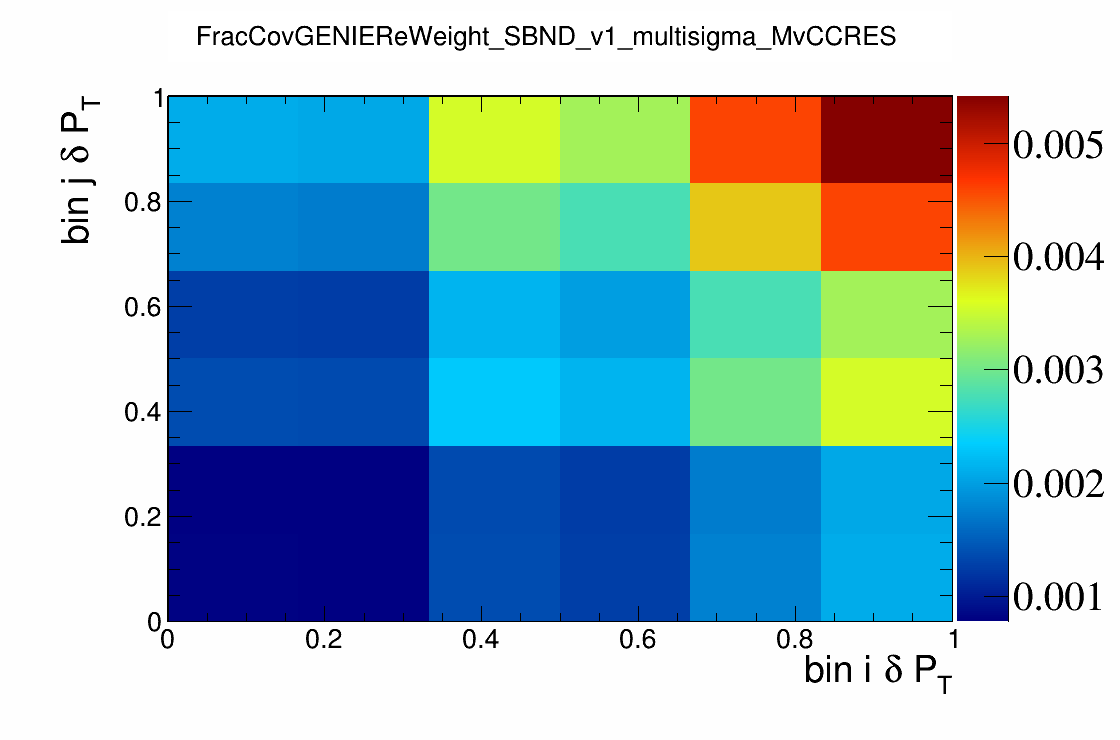 FracCovGENIEReWeight_SBND_v1_multisigma_MvCCRES
bin j δ P_T
1
0.8
0.6
0.4
0.2
0
0 0.2 0.4 0.6 0.8 1
bin i δ P_T
0.005
0.004
0.003
0.002
0.001